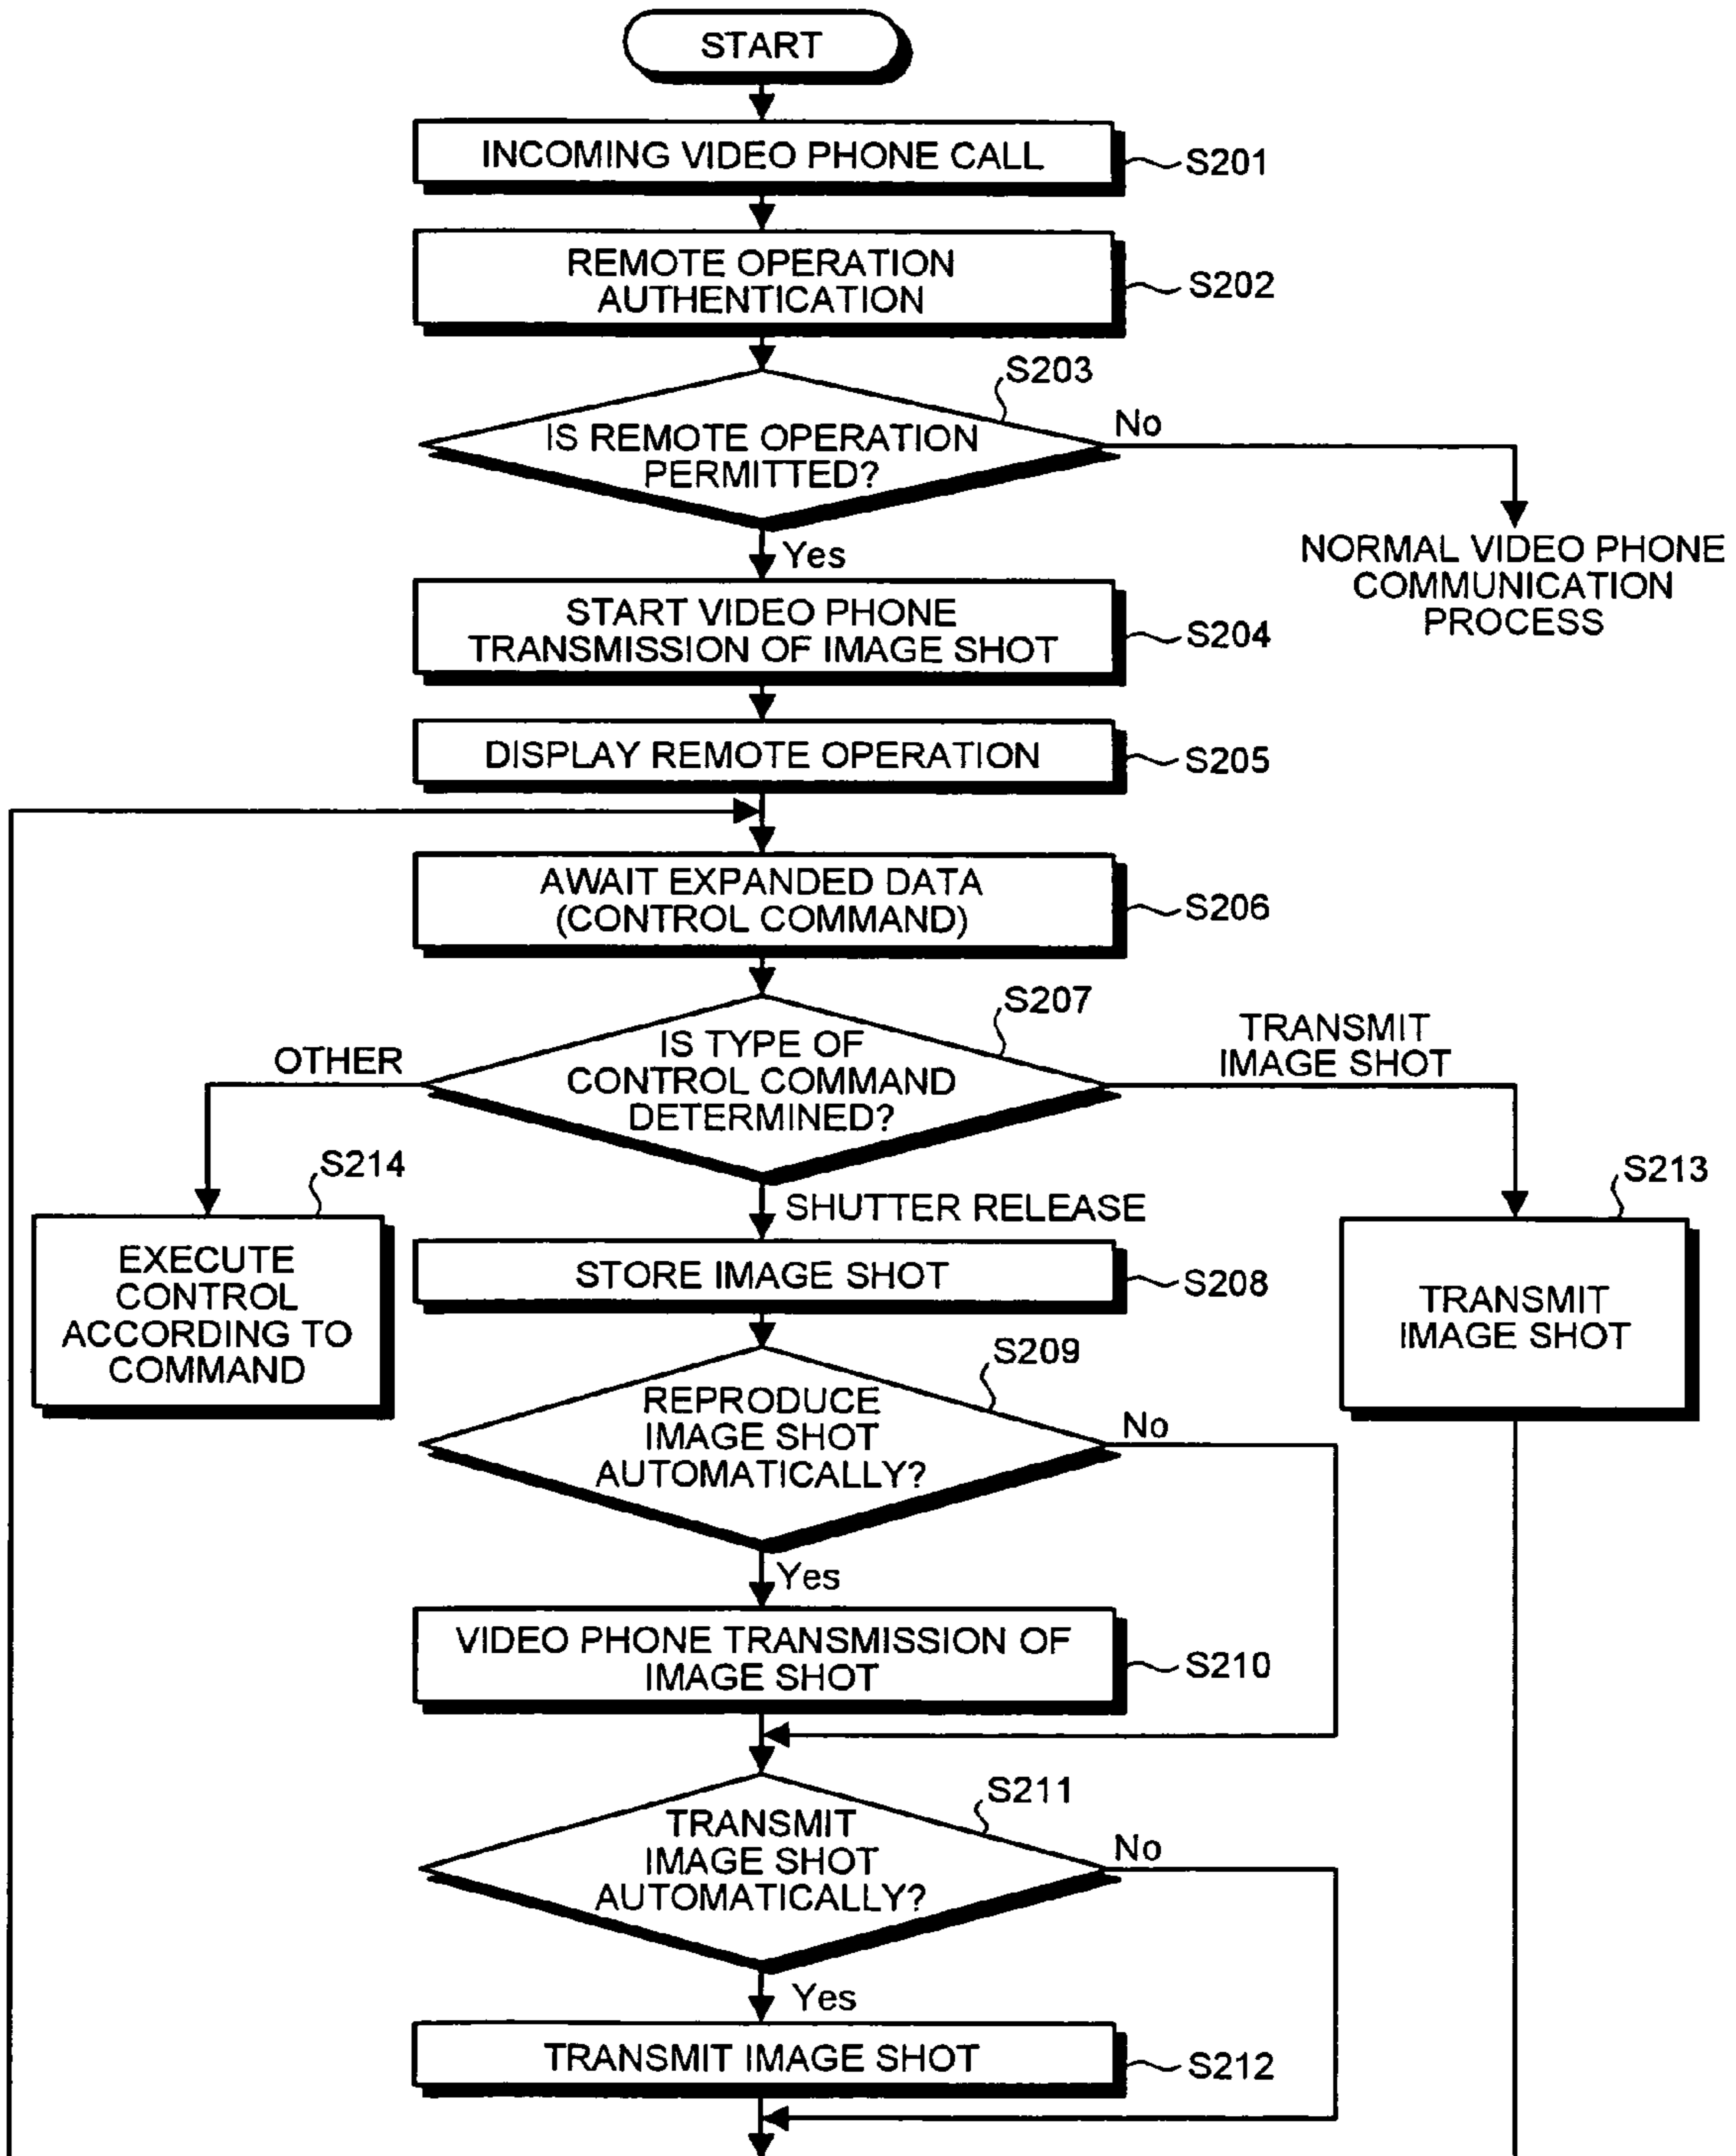 START
INCOMING VIDEO PHONE CALL
S201
REMOTE OPERATION
AUTHENTICATION
S202
S203
IS REMOTE OPERATION
PERMITTED?
No
Yes
NORMAL VIDEO PHONE
COMMUNICATION
PROCESS
START VIDEO PHONE
TRANSMISSION OF IMAGE SHOT
S204
DISPLAY REMOTE OPERATION
S205
AWAIT EXPANDED DATA
(CONTROL COMMAND)
S206
S207
IS TYPE OF
CONTROL COMMAND
DETERMINED?
OTHER
TRANSMIT
IMAGE SHOT
SHUTTER RELEASE
S214
EXECUTE
CONTROL
ACCORDING TO
COMMAND
S213
TRANSMIT
IMAGE SHOT
STORE IMAGE SHOT
S208
S209
REPRODUCE
IMAGE SHOT
AUTOMATICALLY?
No
Yes
VIDEO PHONE TRANSMISSION OF
IMAGE SHOT
S210
S211
TRANSMIT
IMAGE SHOT
AUTOMATICALLY?
No
Yes
TRANSMIT IMAGE SHOT
S212